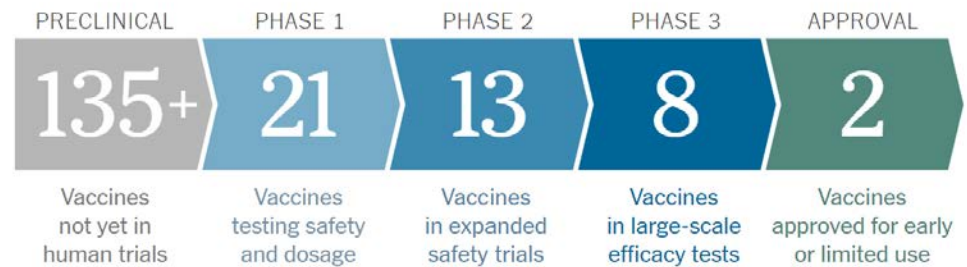 PRECLINICAL PHASE 1 PHASE 2 PHASE 3 APPROVAL
135+ 21 13 8 2
Vaccines
not yet in
human trials
Vaccines
testing safety
and dosage
Vaccines
in expanded
safety trials
Vaccines
in large-scale
efficacy tests
Vaccines
approved for early
or limited use